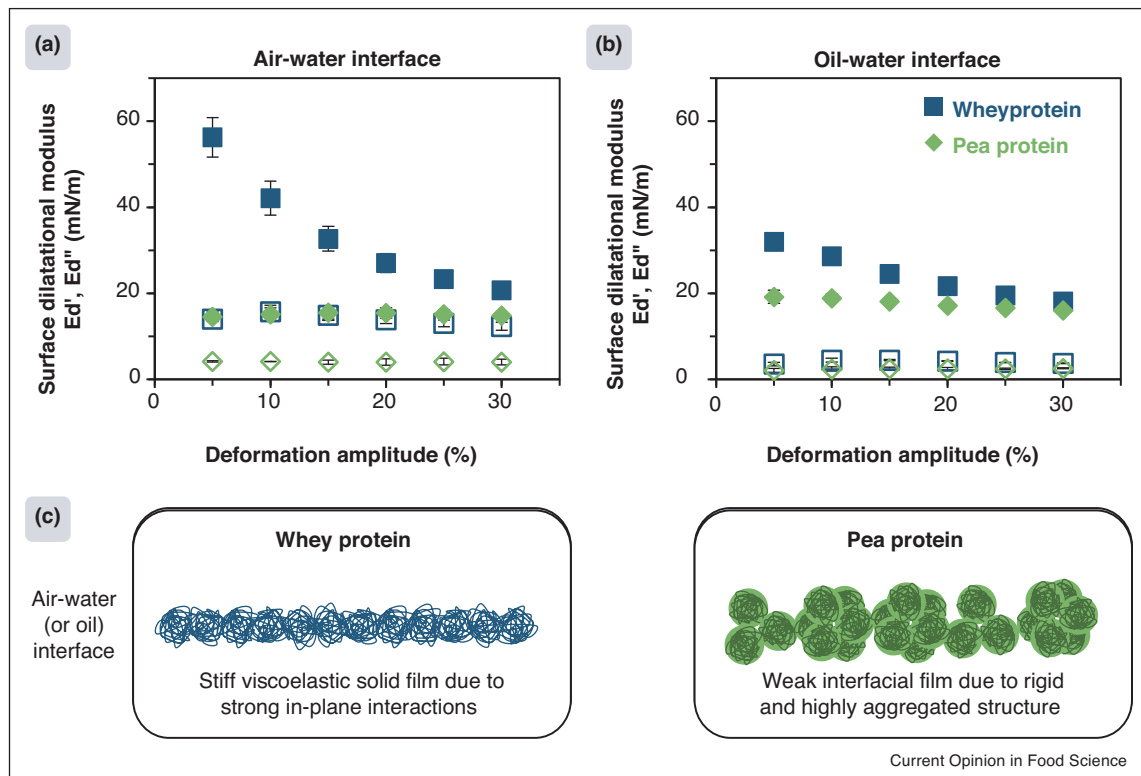 (a)
Air-water interface
Surface dilatational modulus
Ed', Ed" (mN/m)
60
40
20
0
0
10
20
30
Deformation amplitude (%)
(b)
Oil-water interface
Surface dilatational modulus
Ed', Ed" (mN/m)
60
40
20
0
0
10
20
30
Deformation amplitude (%)
Wheyprotein
Pea protein
(c)
Air-water
(or oil)
interface
Whey protein
Stiff viscoelastic solid film due to
strong in-plane interactions
Pea protein
Weak interfacial film due to rigid
and highly aggregated structure
Current Opinion in Food Science